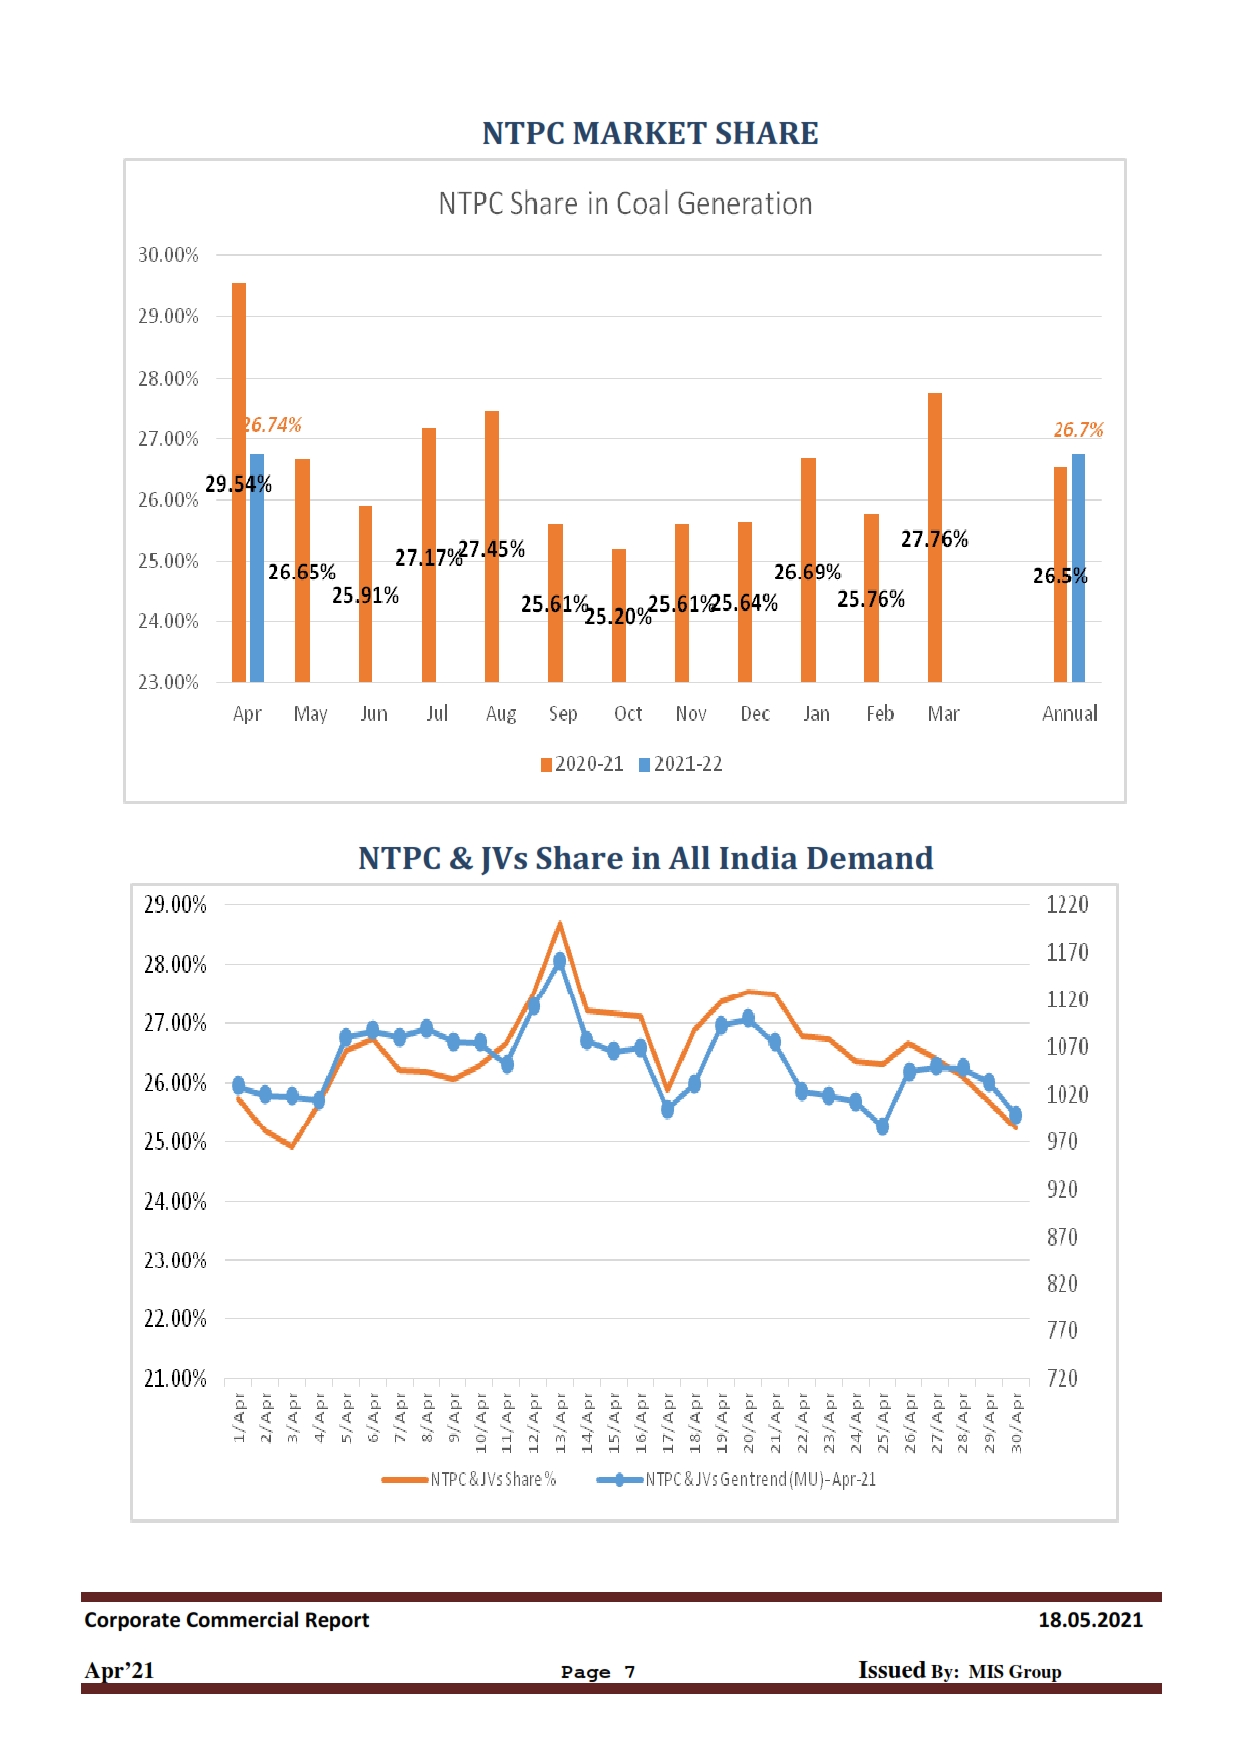 NTPC MARKET SHARE
NTPC Share in Coal Generation
30.00%
29.00%
28.00%
27.00%
26.00%
25.00%
24.00%
23.00%
26.74%
26.7%
29.54%
26.65%
25.91%
27.17%
27.45%
25.61%
25.20%
25.61%
25.64%
26.69%
25.76%
27.76%
26.5%
Apr May Jun Jul Aug Sep Oct Nov Dec Jan Feb Mar Annual
2020-21 2021-22
NTPC & JVs Share in All India Demand
29.00%
28.00%
27.00%
26.00%
25.00%
24.00%
23.00%
22.00%
21.00%
1220
1170
1120
1070
1020
970
920
870
820
770
720
1/Apr
2/Apr
3/Apr
4/Apr
5/Apr
6/Apr
7/Apr
8/Apr
9/Apr
10/Apr
11/Apr
12/Apr
13/Apr
14/Apr
15/Apr
16/Apr
17/Apr
18/Apr
19/Apr
20/Apr
21/Apr
22/Apr
23/Apr
24/Apr
25/Apr
26/Apr
27/Apr
28/Apr
29/Apr
30/Apr
NTPC & JVs Share % NTPC & JVs Gen trend (MU) - Apr-21
Corporate Commercial Report 18.05.2021
Apr’21 Page 7 Issued By: MIS Group